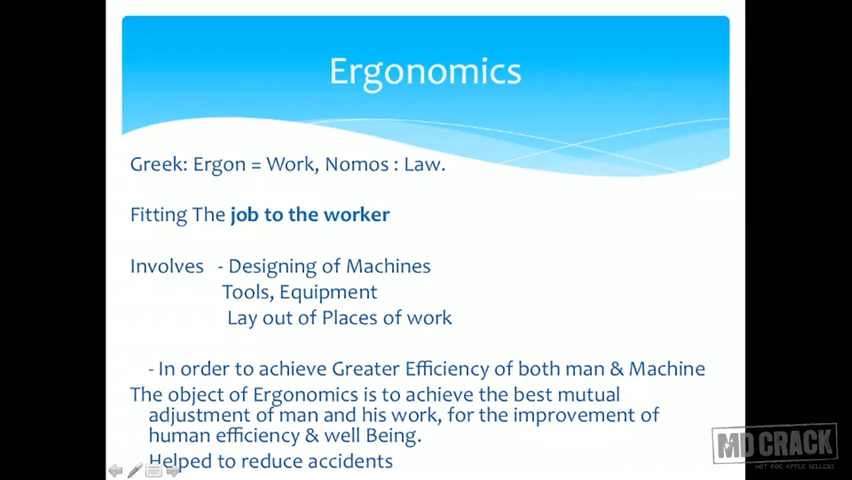 Ergonomics
Greek: Ergon = Work, Nomos : Law.
Fitting The job to the worker
Involves - Designing of Machines
Tools, Equipment
Lay out of Places of work
- In order to achieve Greater Efficiency of both man & Machine
The object of Ergonomics is to achieve the best mutual
adjustment of man and his work, for the improvement of
human efficiency & well Being.
Helped to reduce accidents
MD CRACK
NOT FOR APPLE SELLERS